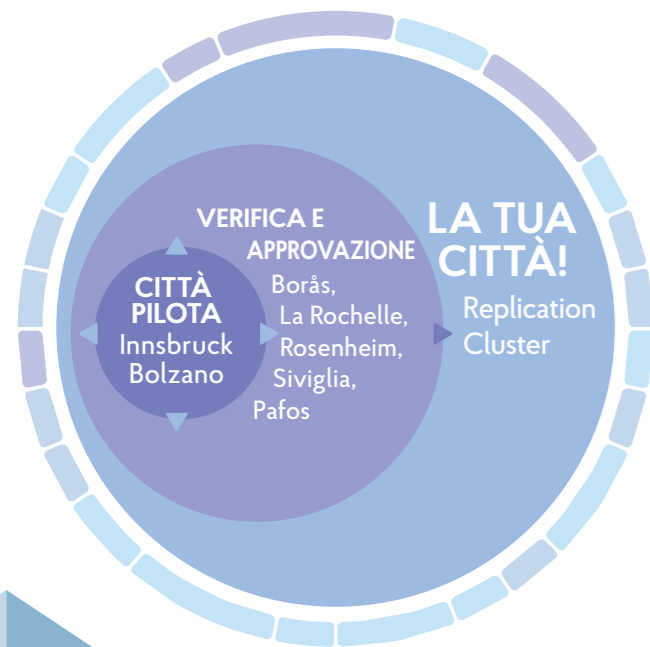 CITTÀ
PILOTA
Innsbruck
Bolzano
VERIFICA E
APPROVAZIONE
Borås,
La Rochelle,
Rosenheim,
Siviglia,
Pafos
LA TUA
CITTÀ!
Replication
Cluster